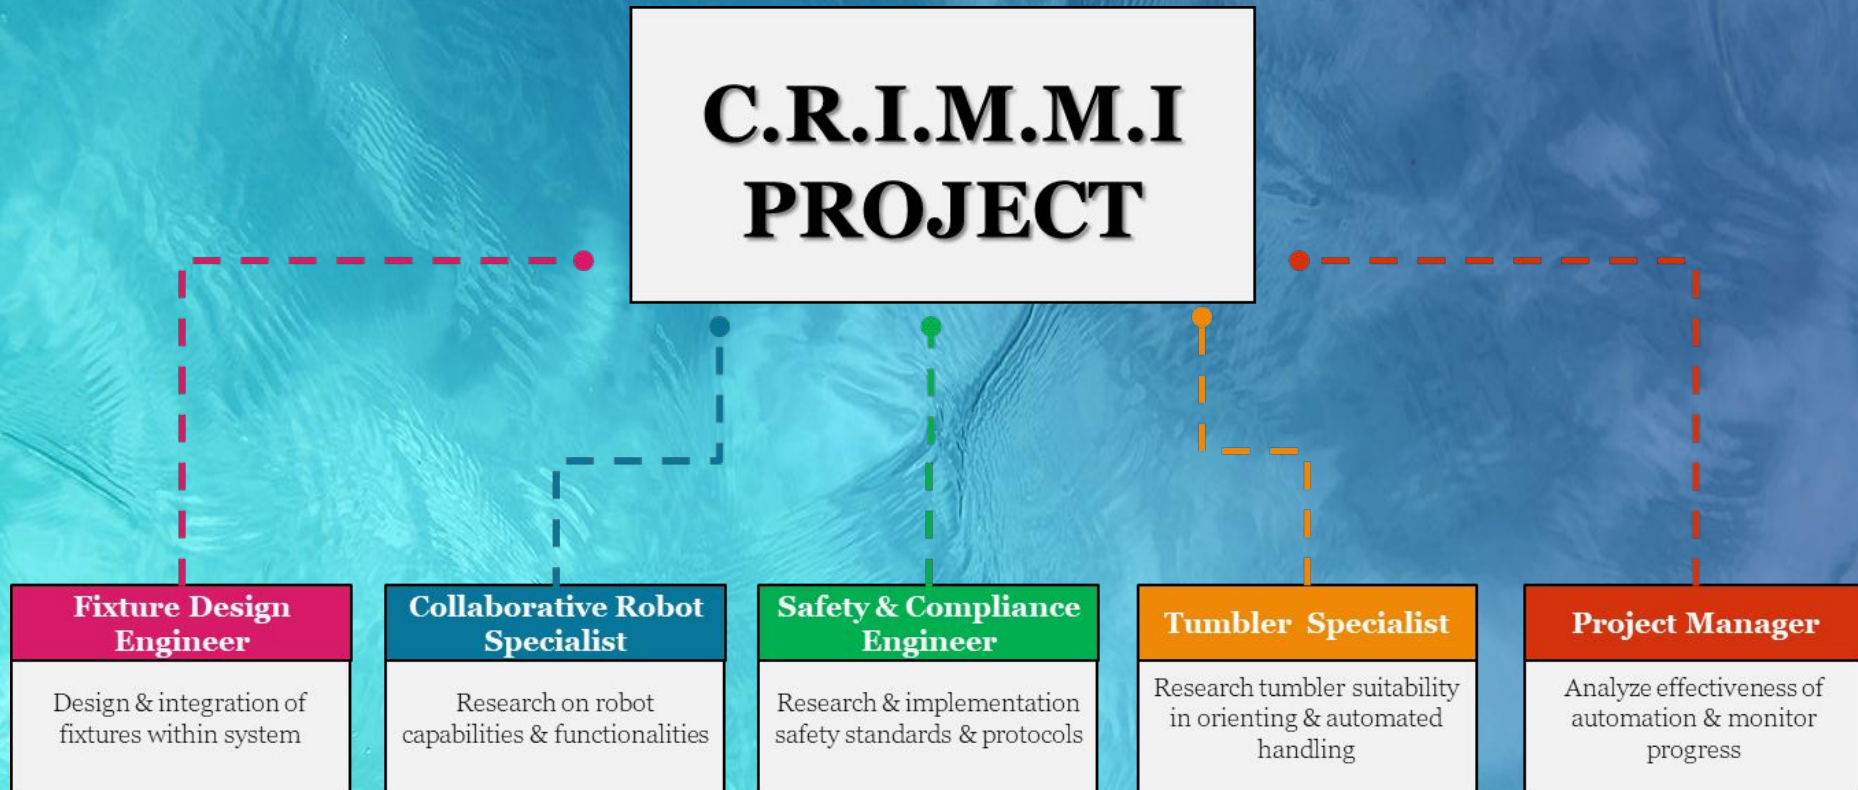 C.R.I.M.M.I
PROJECT
Fixture Design
Engineer
Design & integration of
fixtures within system
Collaborative Robot
Specialist
Research on robot
capabilities & functionalities
Safety & Compliance
Engineer
Research & implementation
safety standards & protocols
Tumbler Specialist
Research tumbler suitability
in orienting & automated
handling
Project Manager
Analyze effectiveness of
automation & monitor
progress